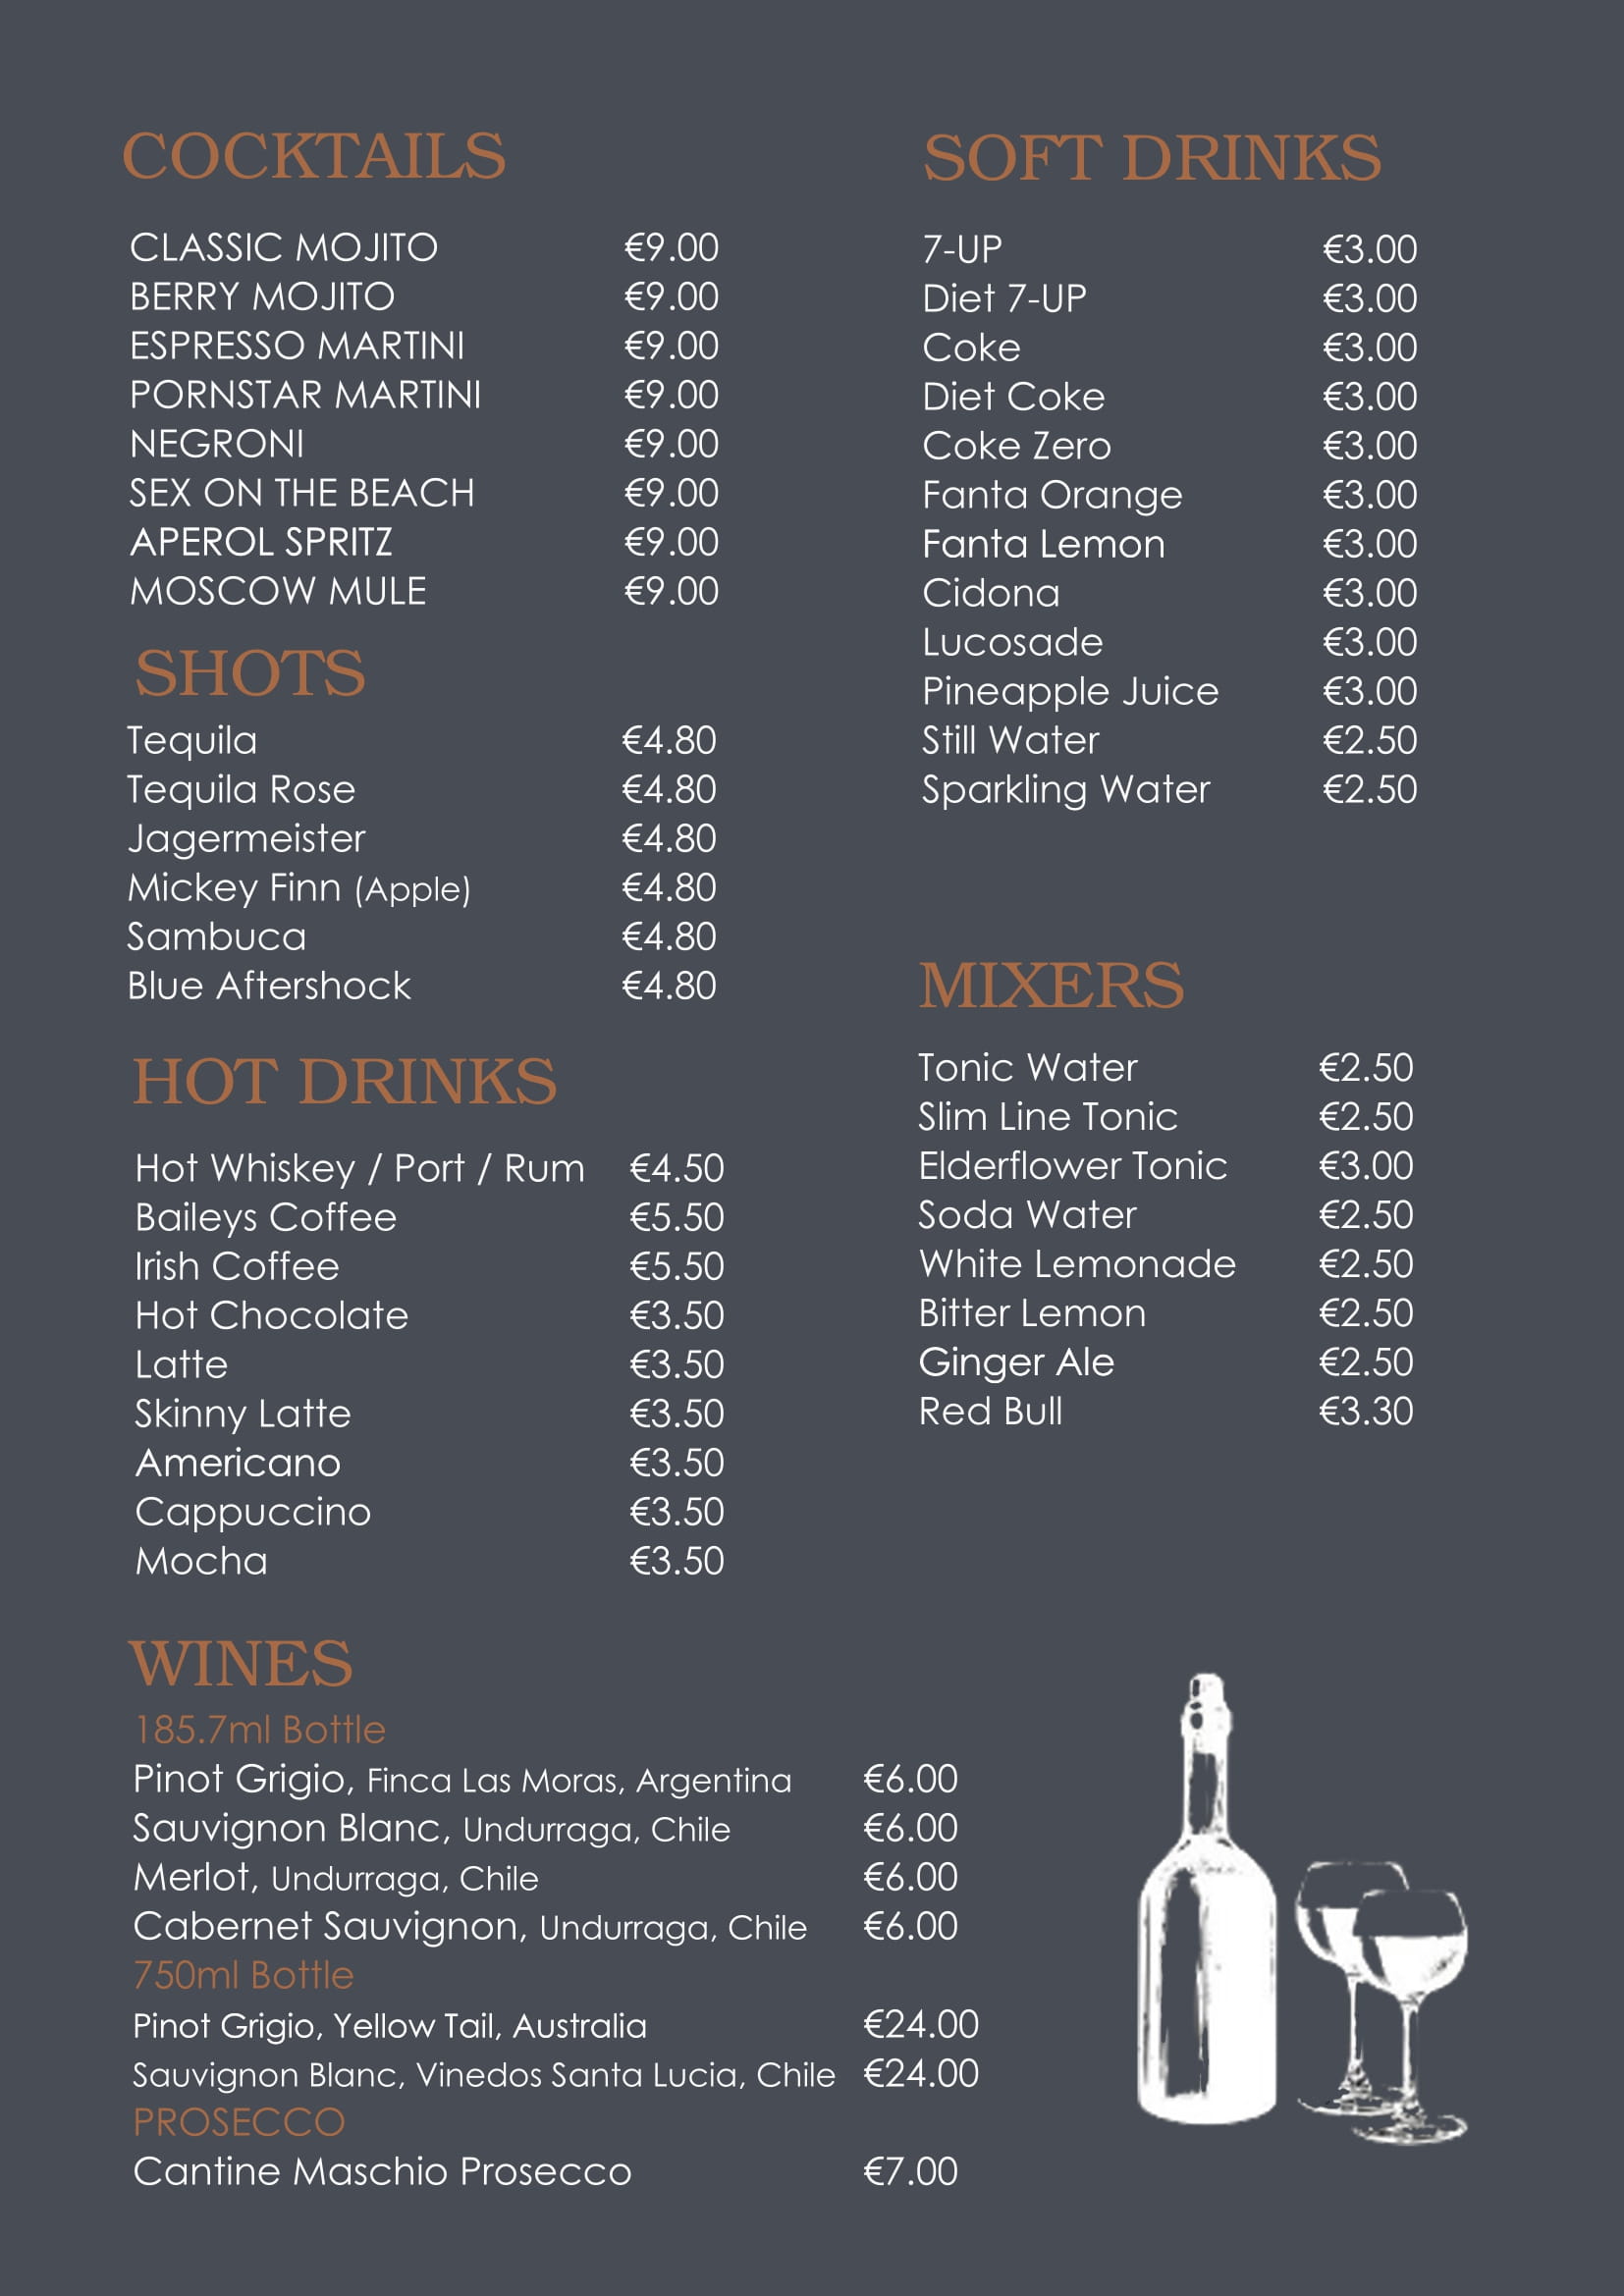 COCKTAILS
CLASSIC MOJITO €9.00
BERRY MOJITO €9.00
ESPRESSO MARTINI €9.00
PORNSTAR MARTINI €9.00
NEGRONI €9.00
SEX ON THE BEACH €9.00
APEROL SPRITZ €9.00
MOSCOW MULE €9.00
SHOTS
Tequila €4.80
Tequila Rose €4.80
Jagermeister €4.80
Mickey Finn (Apple) €4.80
Sambuca €4.80
Blue Aftershock €4.80
HOT DRINKS
Hot Whiskey / Port / Rum €4.50
Baileys Coffee €5.50
Irish Coffee €5.50
Hot Chocolate €3.50
Latte €3.50
Skinny Latte €3.50
Americano €3.50
Cappuccino €3.50
Mocha €3.50
SOFT DRINKS
7-UP €3.00
Diet 7-UP €3.00
Coke €3.00
Diet Coke €3.00
Coke Zero €3.00
Fanta Orange €3.00
Fanta Lemon €3.00
Cidona €3.00
Lucosade €3.00
Pineapple Juice €3.00
Still Water €2.50
Sparkling Water €2.50
MIXERS
Tonic Water €2.50
Slim Line Tonic €2.50
Elderflower Tonic €3.00
Soda Water €2.50
White Lemonade €2.50
Bitter Lemon €2.50
Ginger Ale €2.50
Red Bull €3.30
WINES
185.7ml Bottle
Pinot Grigio, Finca Las Moras, Argentina €6.00
Sauvignon Blanc, Undurraga, Chile €6.00
Merlot, Undurraga, Chile €6.00
Cabernet Sauvignon, Undurraga, Chile €6.00
750ml Bottle
Pinot Grigio, Yellow Tail, Australia €24.00
Sauvignon Blanc, Vinedos Santa Lucia, Chile €24.00
PROSECCO
Cantine Maschio Prosecco €7.00